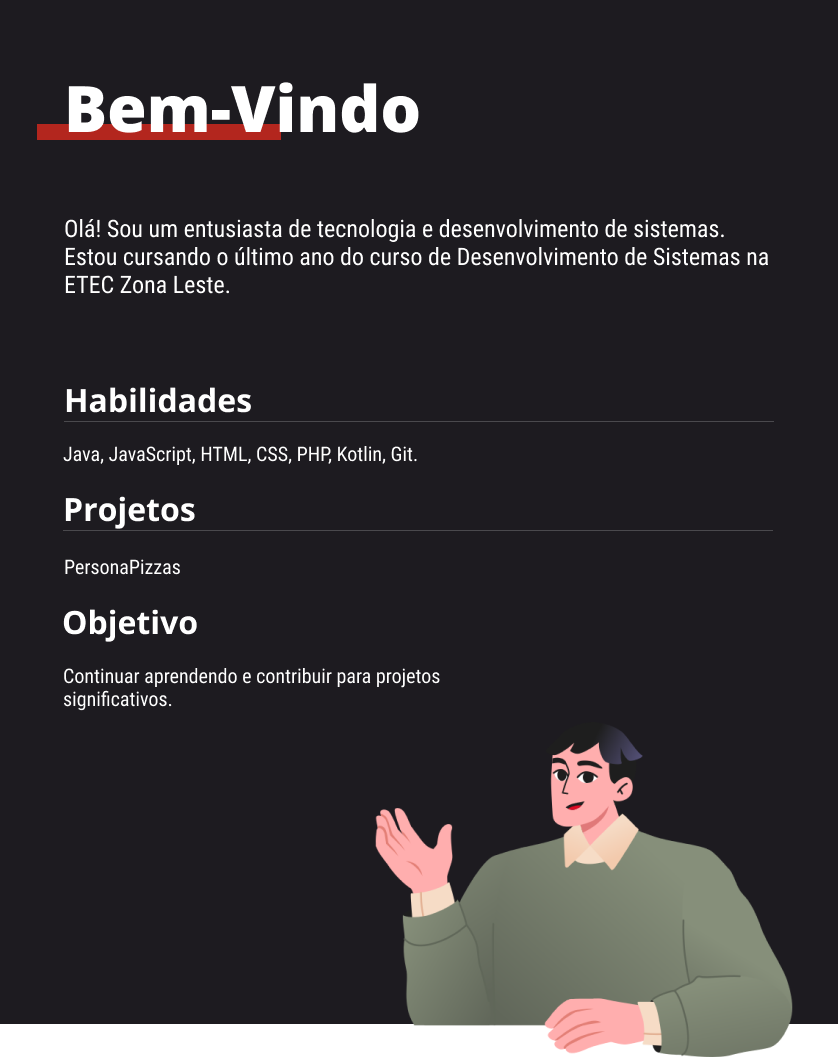 Bem-Vindo
Olá! Sou um entusiasta de tecnologia e desenvolvimento de sistemas.
Estou cursando o último ano do curso de Desenvolvimento de Sistemas na
ETEC Zona Leste.
Habilidades
Java, JavaScript, HTML, CSS, PHP, Kotlin, Git.
Projetos
PersonaPizzas
Objetivo
Continuar aprendendo e contribuir para projetos
significativos.